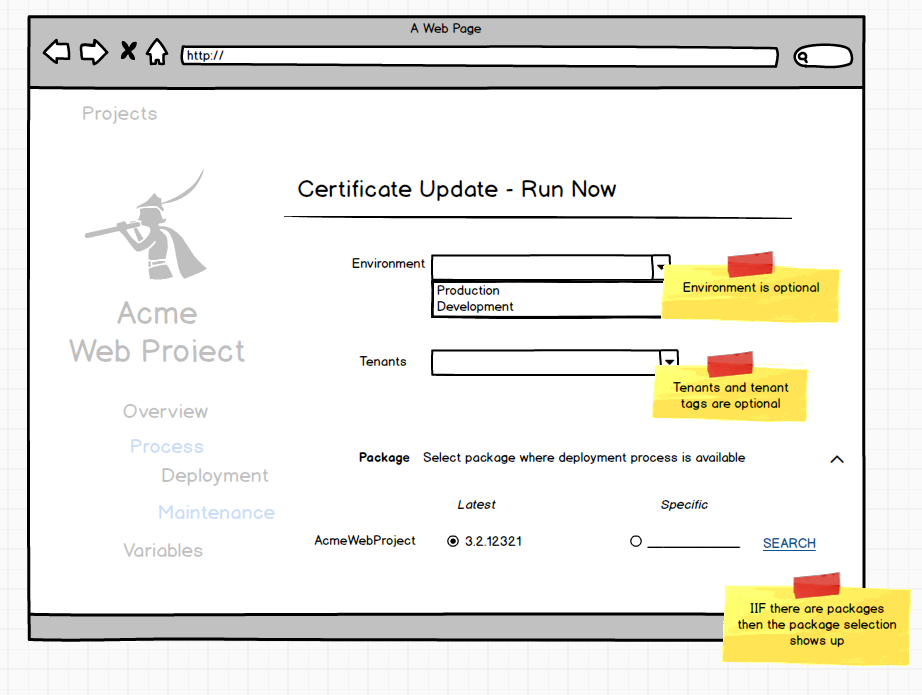 A Web Page
http://
Projects
Certificate Update - Run Now
Environment
Production
Development
Environment is optional
Acme
Web Project
Tenants
Tenants and tenant
tags are optional
Overview
Process
Deployment
Maintenance
Variables
Package Select package where deployment process is available
Latest Specific
AcmeWebProject 3.2.12321 SEARCH
IIF there are packages
then the package selection
shows up